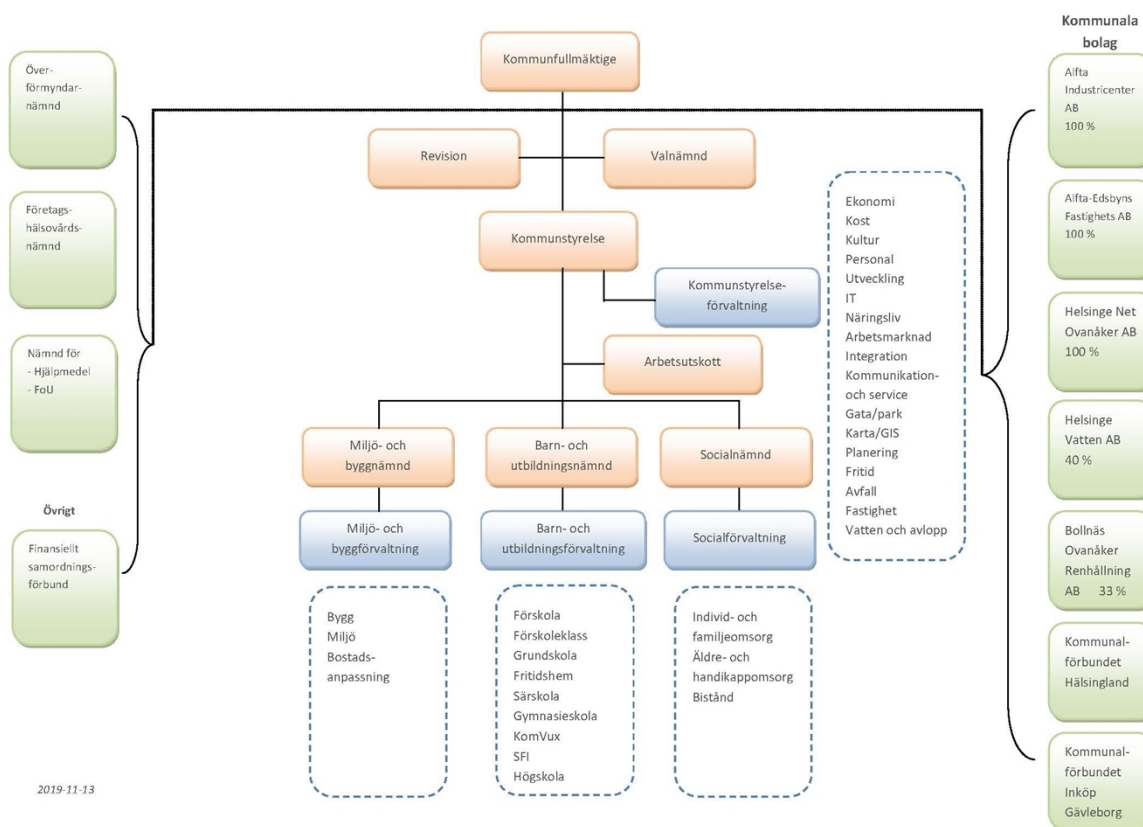 Kommunala
bolag
Kommunfullmäktige
Över-
förmyndar-
nämnd
Alfta
Industricenter
AB
100 %
Revision
Valnämnd
Företags-
hälsovårds-
nämnd
Kommunstyrelse
Alfta-Edsbyns
Fastighets AB
100 %
Kommunstyrelse-
förvaltning
Ekonomi
Kost
Kultur
Personal
Utveckling
IT
Näringsliv
Arbetsmarknad
Integration
Kommunikation-
och service
Gata/park
Karta/GIS
Planering
Fritid
Avfall
Fastighet
Vatten och avlopp
Helsinge Net
Ovanåker AB
100 %
Nämnd för
- Hjälpmedel
- FoU
Arbetsutskott
Helsinge
Vatten AB
40 %
Miljö- och
byggnämnd
Barn- och
utbildningsnämnd
Socialnämnd
Övrigt
Finansiellt
samordnings-
förbund
Miljö- och
byggförvaltning
Barn- och
utbildningsförvaltning
Socialförvaltning
Bollnäs
Ovanåker
Renhållning
AB 33 %
Bygg
Miljö
Bostads-
anpassning
Förskola
Förskoleklass
Grundskola
Fritidshem
Särskola
Gymnasieskola
KomVux
SFI
Högskola
Individ- och
familjeomsorg
Äldre- och
handikappomsorg
Bistånd
Kommunal-
förbundet
Hälsingland
Kommunal-
förbundet
Inköp
Gävleborg
2019-11-13